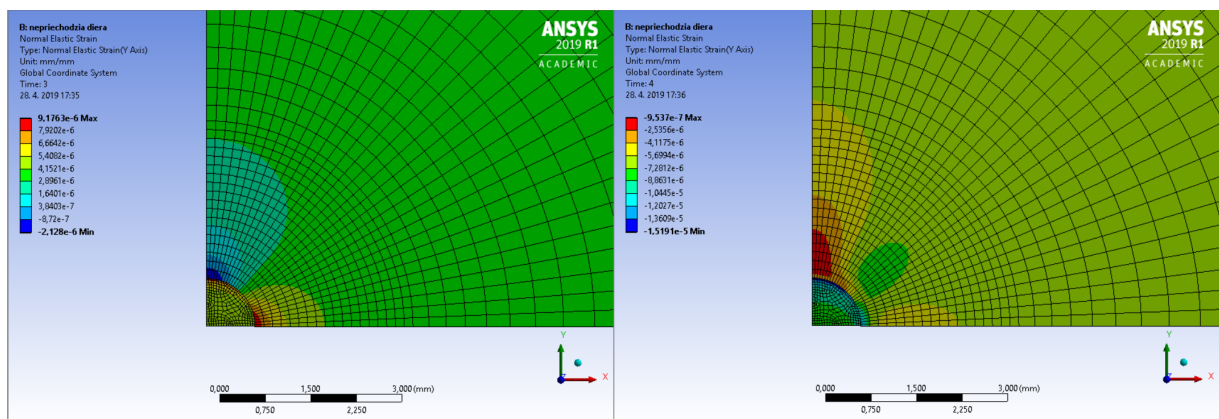 B: nepriechodzia diera
Normal Elastic Strain
Type: Normal Elastic Strain(Y Axis)
Unit: mm/mm
Global Coordinate System
Time: 3
28. 4. 2019 17:35
9,1763e-6 Max
7,9202e-6
6,6642e-6
5,4082e-6
4,1521e-6
2,8961e-6
1,6401e-6
3,8403e-7
-8,72e-7
-2,128e-6 Min
ANSYS
2019 R1
ACADEMIC
Y
X
0,000 1,500 3,000 (mm)
0,750 2,250
B: nepriechodzia diera
Normal Elastic Strain
Type: Normal Elastic Strain(Y Axis)
Unit: mm/mm
Global Coordinate System
Time: 4
28. 4. 2019 17:36
-9,537e-7 Max
-2,5356e-6
-4,1175e-6
-5,6994e-6
-7,2812e-6
-8,8631e-6
-1,0445e-5
-1,2027e-5
-1,3609e-5
-1,5191e-5 Min
ANSYS
2019 R1
ACADEMIC
Y
X
0,000 1,500 3,000 (mm)
0,750 2,250